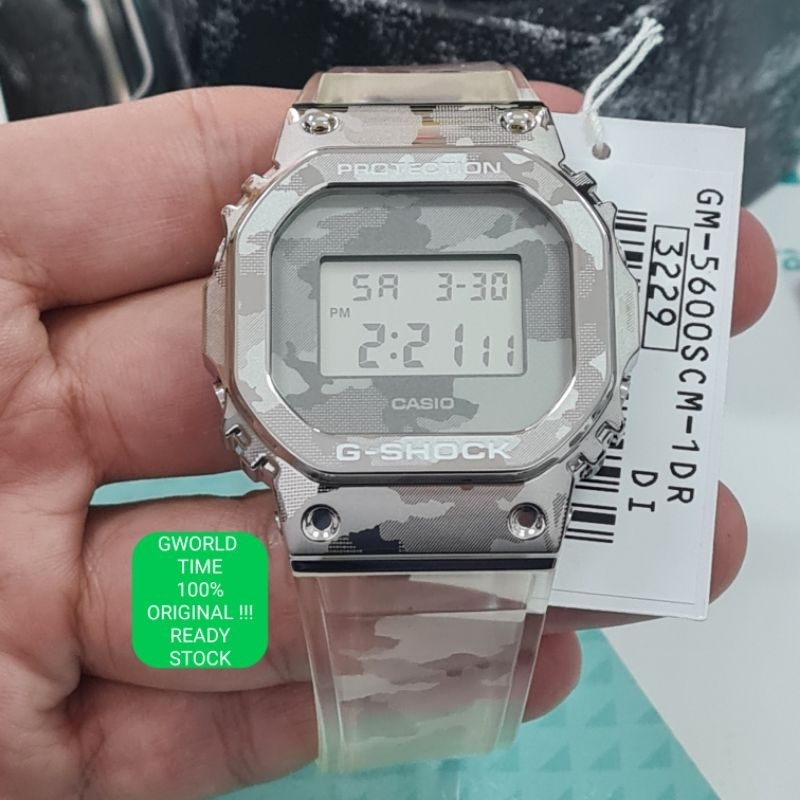 PROTECTION
SA 3-30
PM
2:21 11
CASIO
G-SHOCK
GM-5600SCM-1DR
3229
DI
GWORLD
TIME
100%
ORIGINAL !!!
READY
STOCK